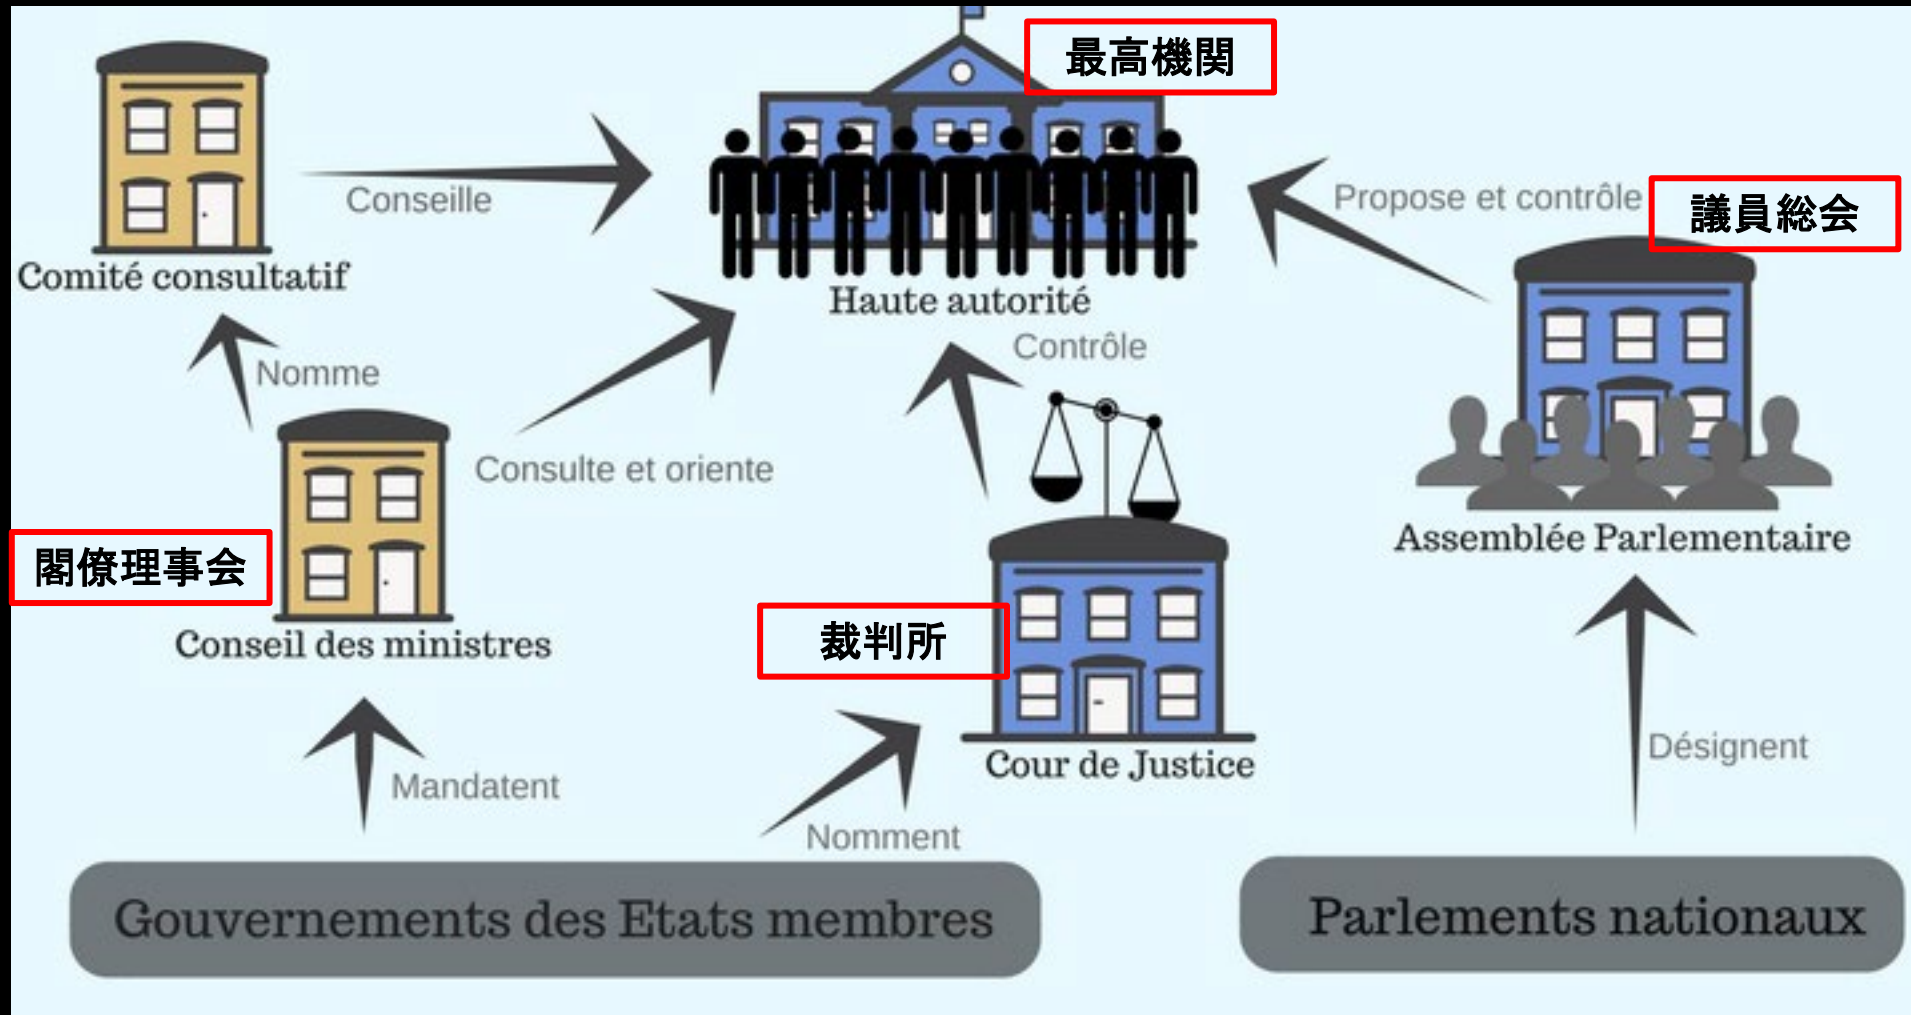 最高機関
Conseille
Propose et contrôle
議員総会
Comité consultatif
Haute autorité
Contrôle
Nomme
Consulte et oriente
Assemblée Parlementaire
閣僚理事会
Conseil des ministres
裁判所
Cour de Justice
Désignent
Mandatent
Nomment
Gouvernements des Etats membres
Parlements nationaux